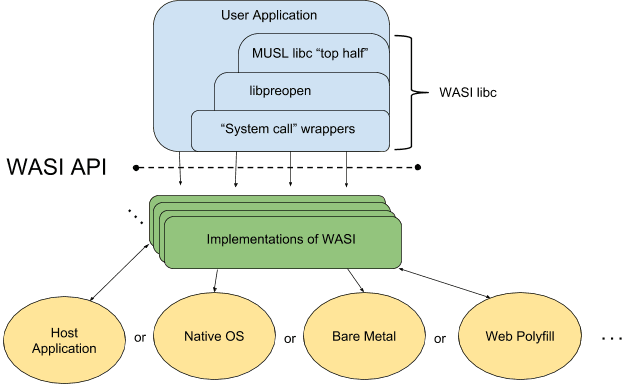 User Application
MUSL libc “top half”
libpreopen
WASI libc
“System call” wrappers
WASI API
Implementations of WASI
Host
Application
or
Native OS
or
Bare Metal
or
Web Polyfill
. . .